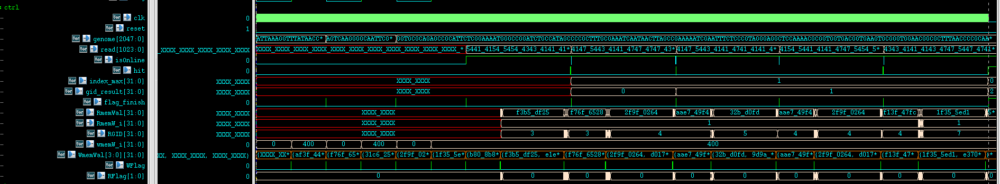 ctrl
Ver clk 0
Ver reset 1
Ver genome[2047:0] ATTAAAGGTTTATAACC* AGTCAAGGGGCAATTCG* GGTGCGCAGAGCCGCATTCTCGGAAAATGGGCCGGATCTGCCATAGCCCCGCTTTGCGAAATCAATAACTTAGCCGAAAAATCGAATTTCTCCCGTAGGGAGGCTCCAAAACGCGGTGGTGACGGTGAAGTGCGGGTGGAACGGCGCTTTAACCCCGCAA*
Ver read[1023:0] _XXXX_XXXX_XXXX_XXXX_XXXX XXXX_XXXX_XXXX_XXXX_XXXX_XXXX_XXXX_XXXX_XXXX_XXXX_XXXX_* 5441_4154_5454_4343_4141_41* 4147_5443_4141_4747_4747_43* 4147_5443_4141_4741_4141_4* 4154_5441_4141_4747_5454_5* 4343_4141_4143_4747_5447_4741*
Ver isOnline 0
Ver hit 0
Ver index_max[31:0] XXXX_XXXX XXXX_XXXX 1 0
Ver gid_result[31:0] XXXX_XXXX XXXX_XXXX 0 1 2
Ver flag_finish 0
Ver RmemVal[31:0] XXXX_XXXX XXXX_XXXX f3b5_df25 f76f_6528 2f9f_0264 aae7_49f4 32b_d0fd aae7_49f4 2f9f_0264 f13f_47fc 1f35_5ed1 5*
Ver RmemW_i[31:0] XXXX_XXXX XXXX_XXXX 1 1
Ver RGID[31:0] XXXX_XXXX XXXX_XXXX 3 3 4 4 5 4 4 4 7
Ver wmemW_i[31:0] 0 0 400 0 400 0 400
Ver WmemVal[3:0][31:0] XX, XXXX_XXXX, XXXX_XXXX} {XXXX_XX* {af3f_44* {f76f_65* {31c6_25* {2f9f_02* {1f35_5e* {b80_8b8* {f3b5_df25, e1e* {f76f_6528* {2f9f_0264, d017* {aae7_49f* {32b_d0fd, 9d9a_* {aae7_49f* {2f9f_0264, d017* {f13f_47* {1f35_5ed1, e370* {*
Ver WFlag 0
Ver RFlag[1:0] 0 0 0 0 0 0 0 0 0 0 0 0